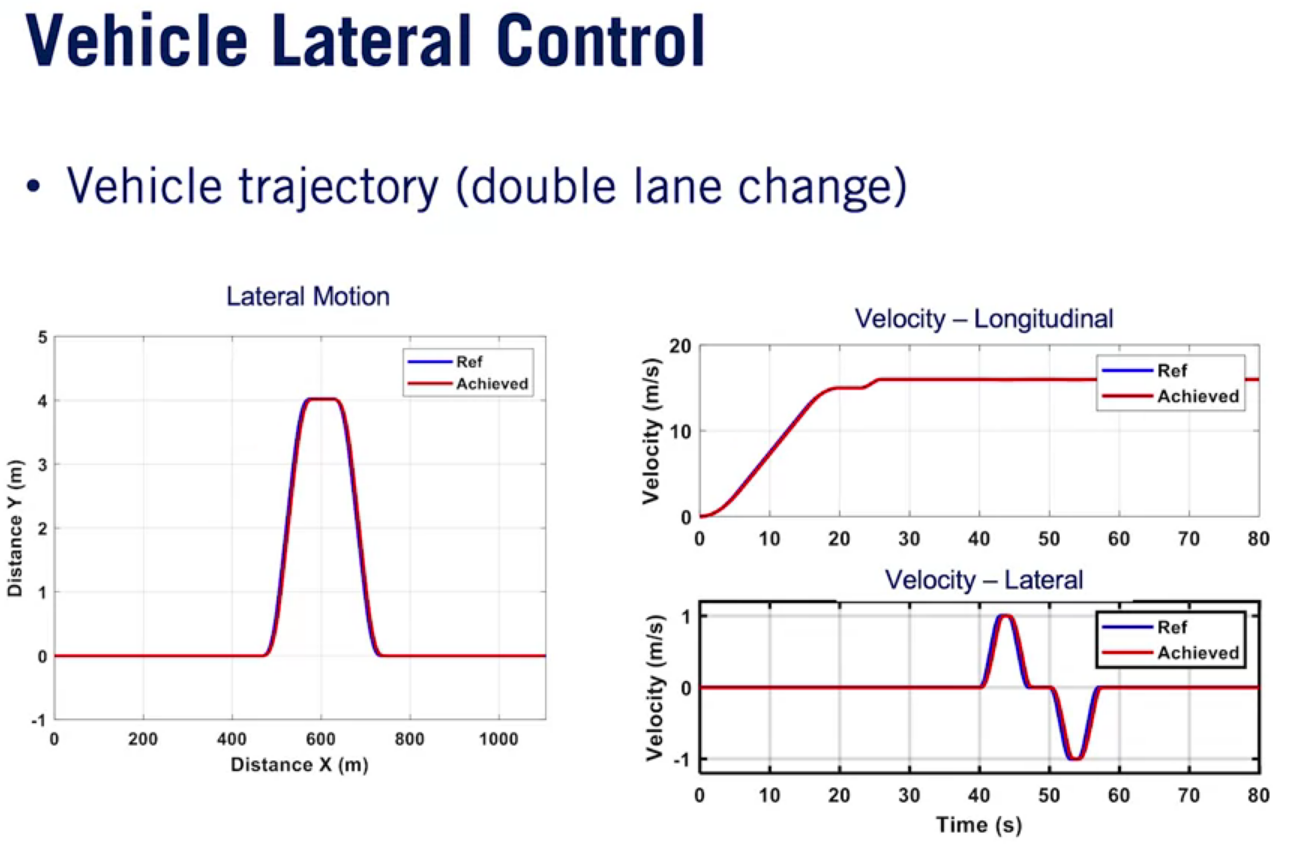 Vehicle Lateral Control
• Vehicle trajectory (double lane change)
Lateral Motion
5
4
3
2
1
0
-1
Distance Y (m)
Ref
Achieved
0 200 400 600 800 1000
Distance X (m)
Velocity – Longitudinal
20
10
0
Velocity (m/s)
Ref
Achieved
0 10 20 30 40 50 60 70 80
Velocity – Lateral
1
0
-1
Velocity (m/s)
Ref
Achieved
0 10 20 30 40 50 60 70 80
Time (s)